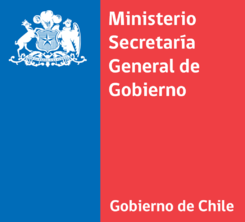 Ministerio
Secretaría
General de
Gobierno
Gobierno de Chile